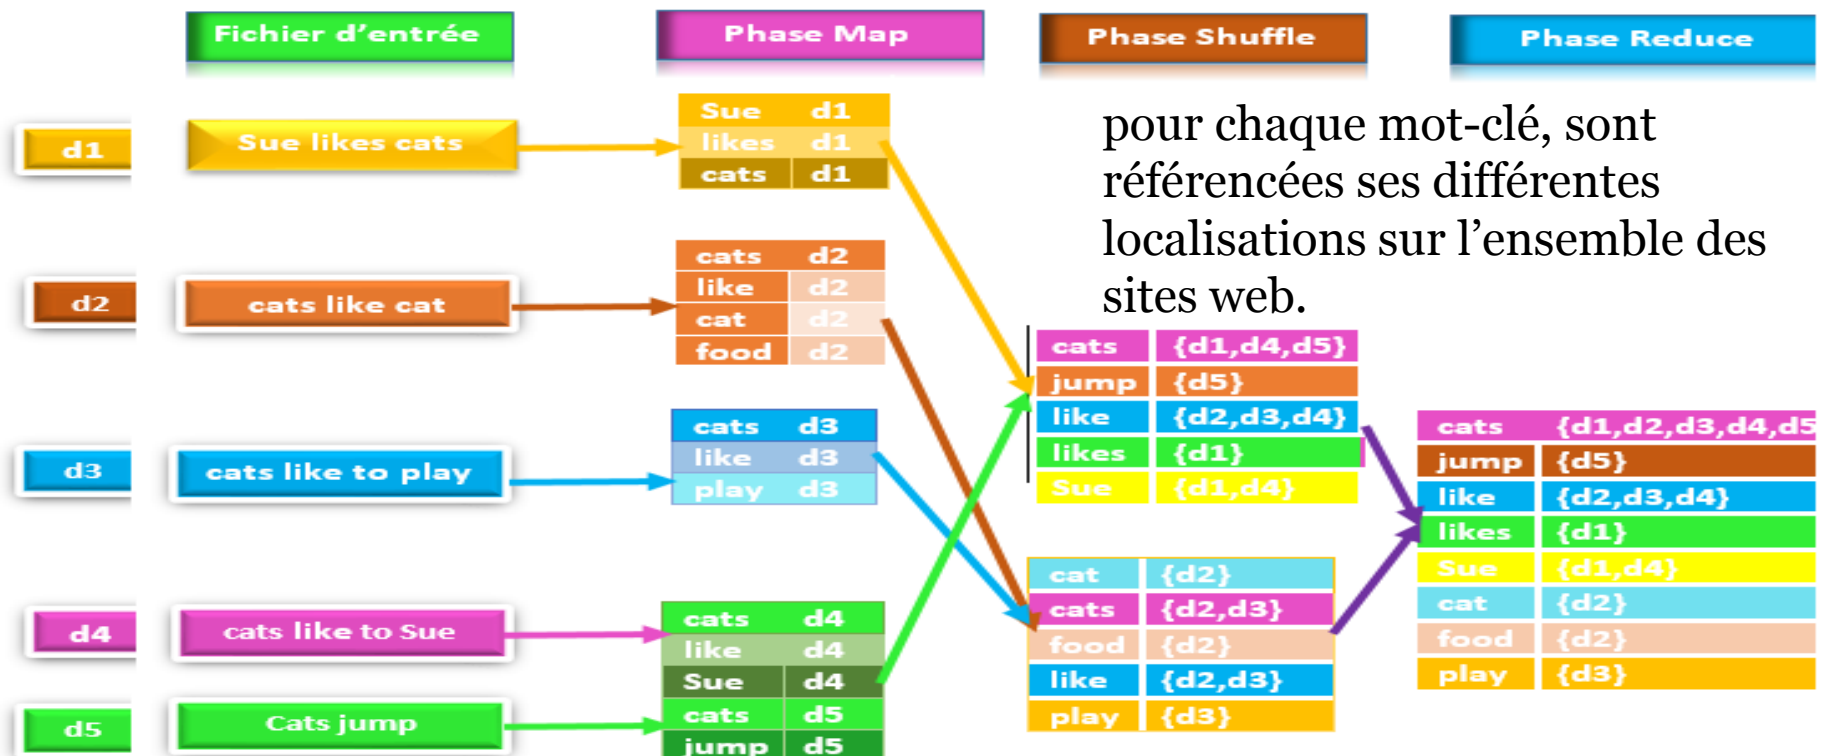 Fichier d'entrée
Phase Map
Phase Shuffle
Phase Reduce
pour chaque mot-clé, sont
référencées ses différentes
localisations sur l'ensemble des
sites web.
d1
Sue likes cats
Sue d1
likes d1
cats d1
d2
cats like cat
cats d2
like d2
cat d2
food d2
d3
cats like to play
cats d3
like d3
play d3
d4
cats like to Sue
cats d4
like d4
Sue d4
d5
Cats jump
cats d5
jump d5
cats {d1,d4,d5}
jump {d5}
like {d2,d3,d4}
likes {d1}
Sue {d1,d4}
cat {d2}
cats {d2,d3}
food {d2}
like {d2,d3}
play {d3}
cats {d1,d2,d3,d4,d5
jump {d5}
like {d2,d3,d4}
likes {d1}
Sue {d1,d4}
cat {d2}
food {d2}
play {d3}